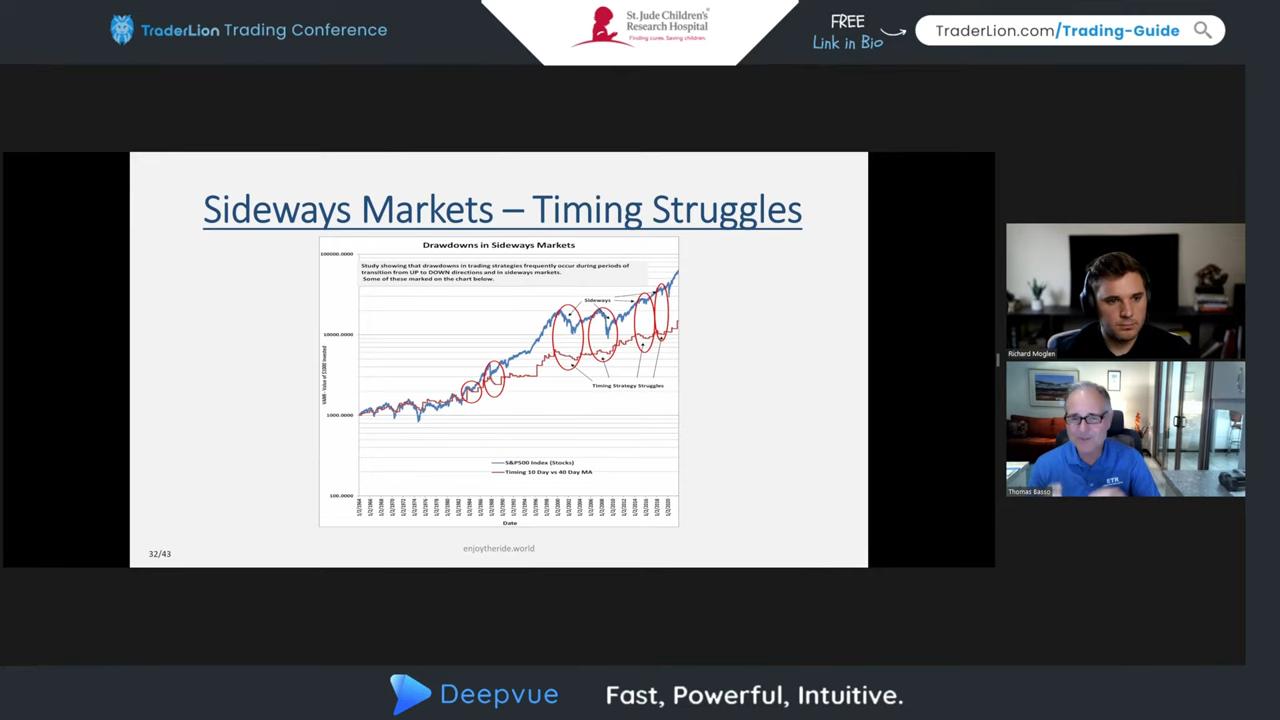 TraderLion Trading Conference
St. Jude Children's
Research Hospital
Finding cures. Saving children.
FREE
Link in Bio
TraderLion.com/Trading-Guide
Sideways Markets – Timing Struggles
Drawdowns in Sideways Markets
100000.0000
Study showing that drawdowns in trading strategies frequently occur during periods of
transition from UP to DOWN directions and in sideways markets.
Some of these marked on the chart below.
Sideways
10000.0000
Timing Strategy Struggles
1000.0000
S&P500 Index (Stocks)
Timing 10 Day vs 40 Day MA
100.0000
Date
32/43
enjoytheride.world
Richard Moglen
ETR
Thomas Basso
Deepvue
Fast, Powerful, Intuitive.